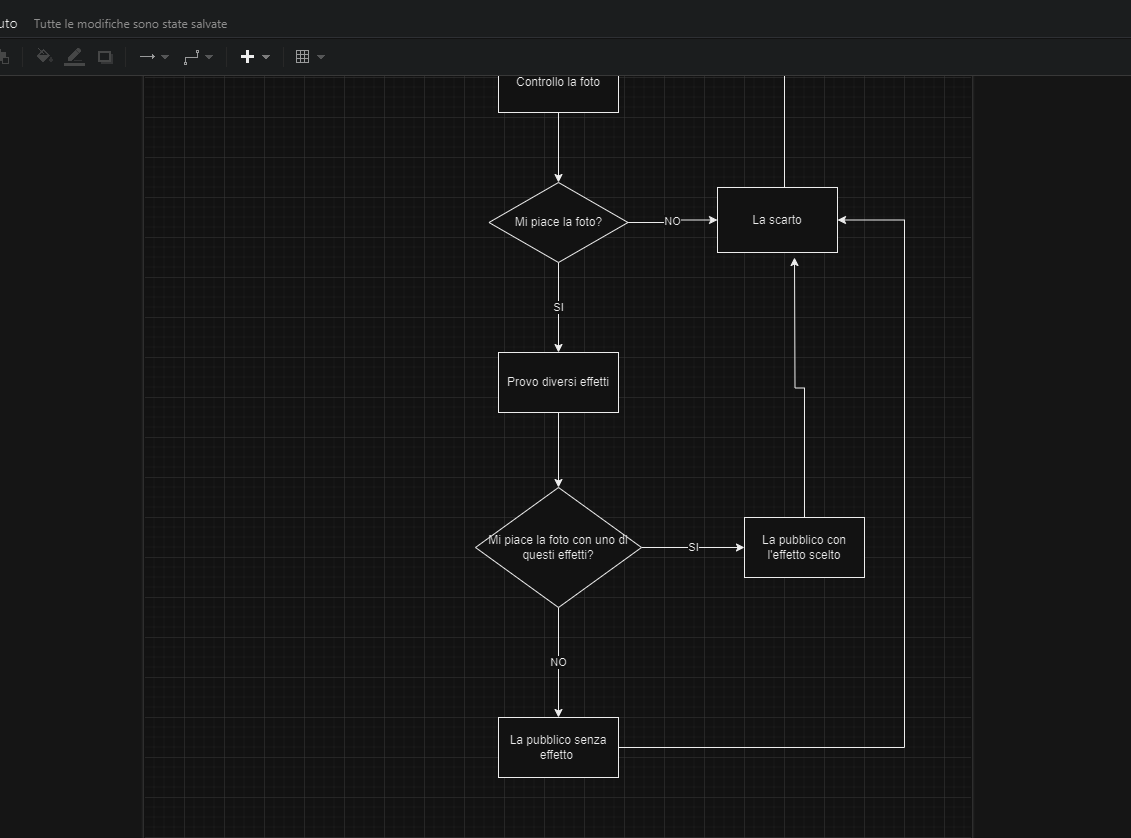 uto Tutte le modifiche sono state salvate
Controllo la foto
Mi piace la foto?
NO
La scarto
SI
Provo diversi effetti
Mi piace la foto con uno di
questi effetti?
SI
La pubblico con
l'effetto scelto
NO
La pubblico senza
effetto